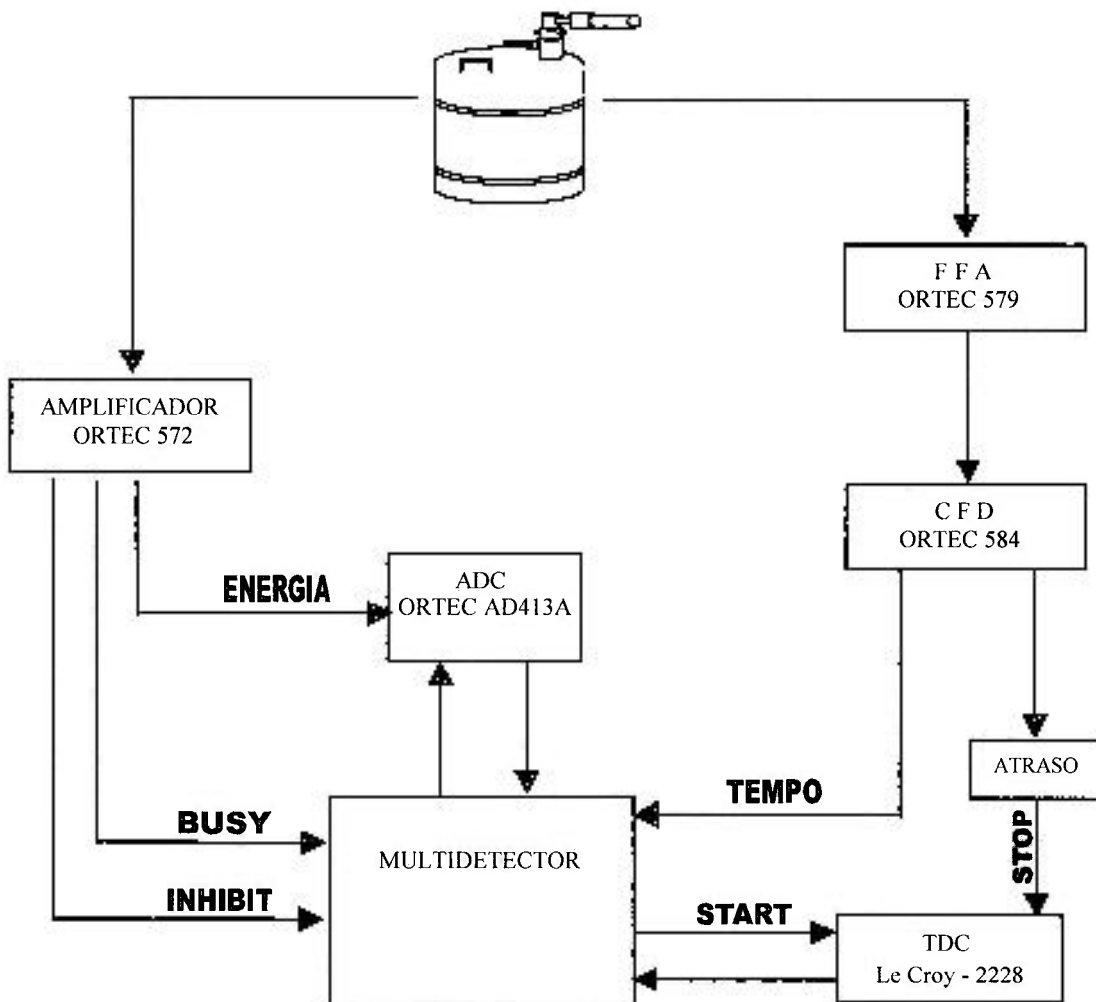 F F A
ORTEC 579
AMPLIFICADOR
ORTEC 572
C F D
ORTEC 584
ENERGIA
ADC
ORTEC AD413A
ATRASO
TEMPO
BUSY
STOP
MULTIDETECTOR
INHIBIT
START
TDC
Le Croy - 2228